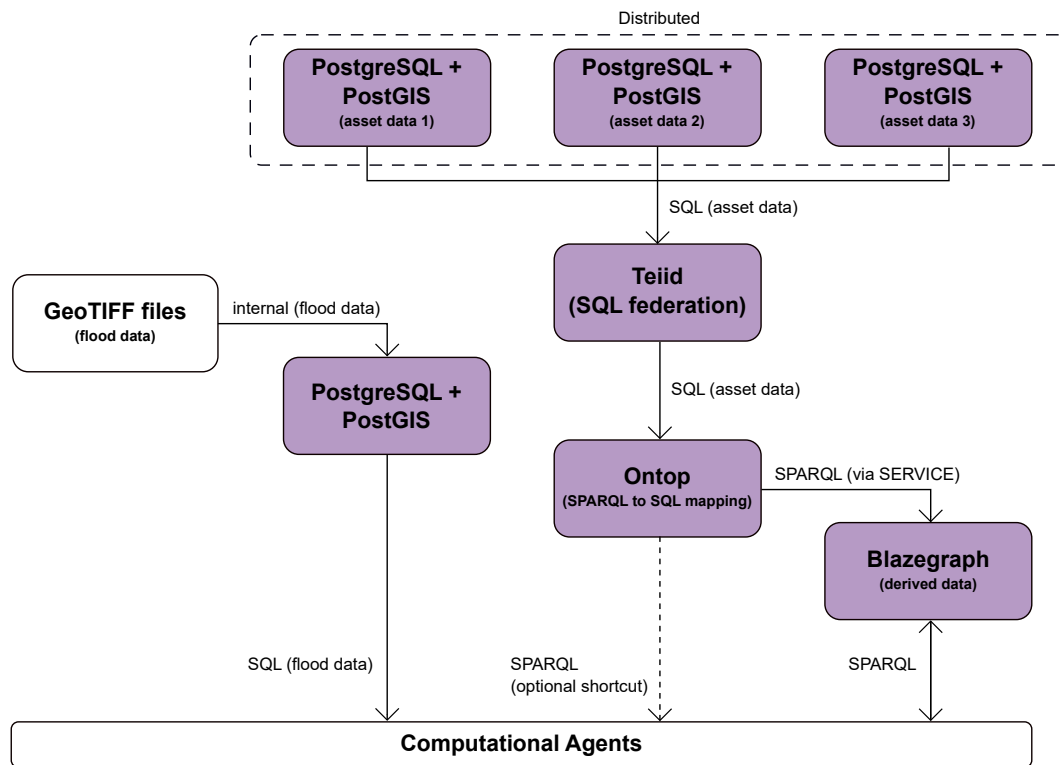 Distributed
PostgreSQL +
PostGIS
(asset data 1)
PostgreSQL +
PostGIS
(asset data 2)
PostgreSQL +
PostGIS
(asset data 3)
SQL (asset data)
Teiid
(SQL federation)
GeoTIFF files
(flood data)
internal (flood data)
PostgreSQL +
PostGIS
SQL (asset data)
Ontop
(SPARQL to SQL mapping)
SPARQL (via SERVICE)
Blazegraph
(derived data)
SQL (flood data)
SPARQL
(optional shortcut)
SPARQL
Computational Agents